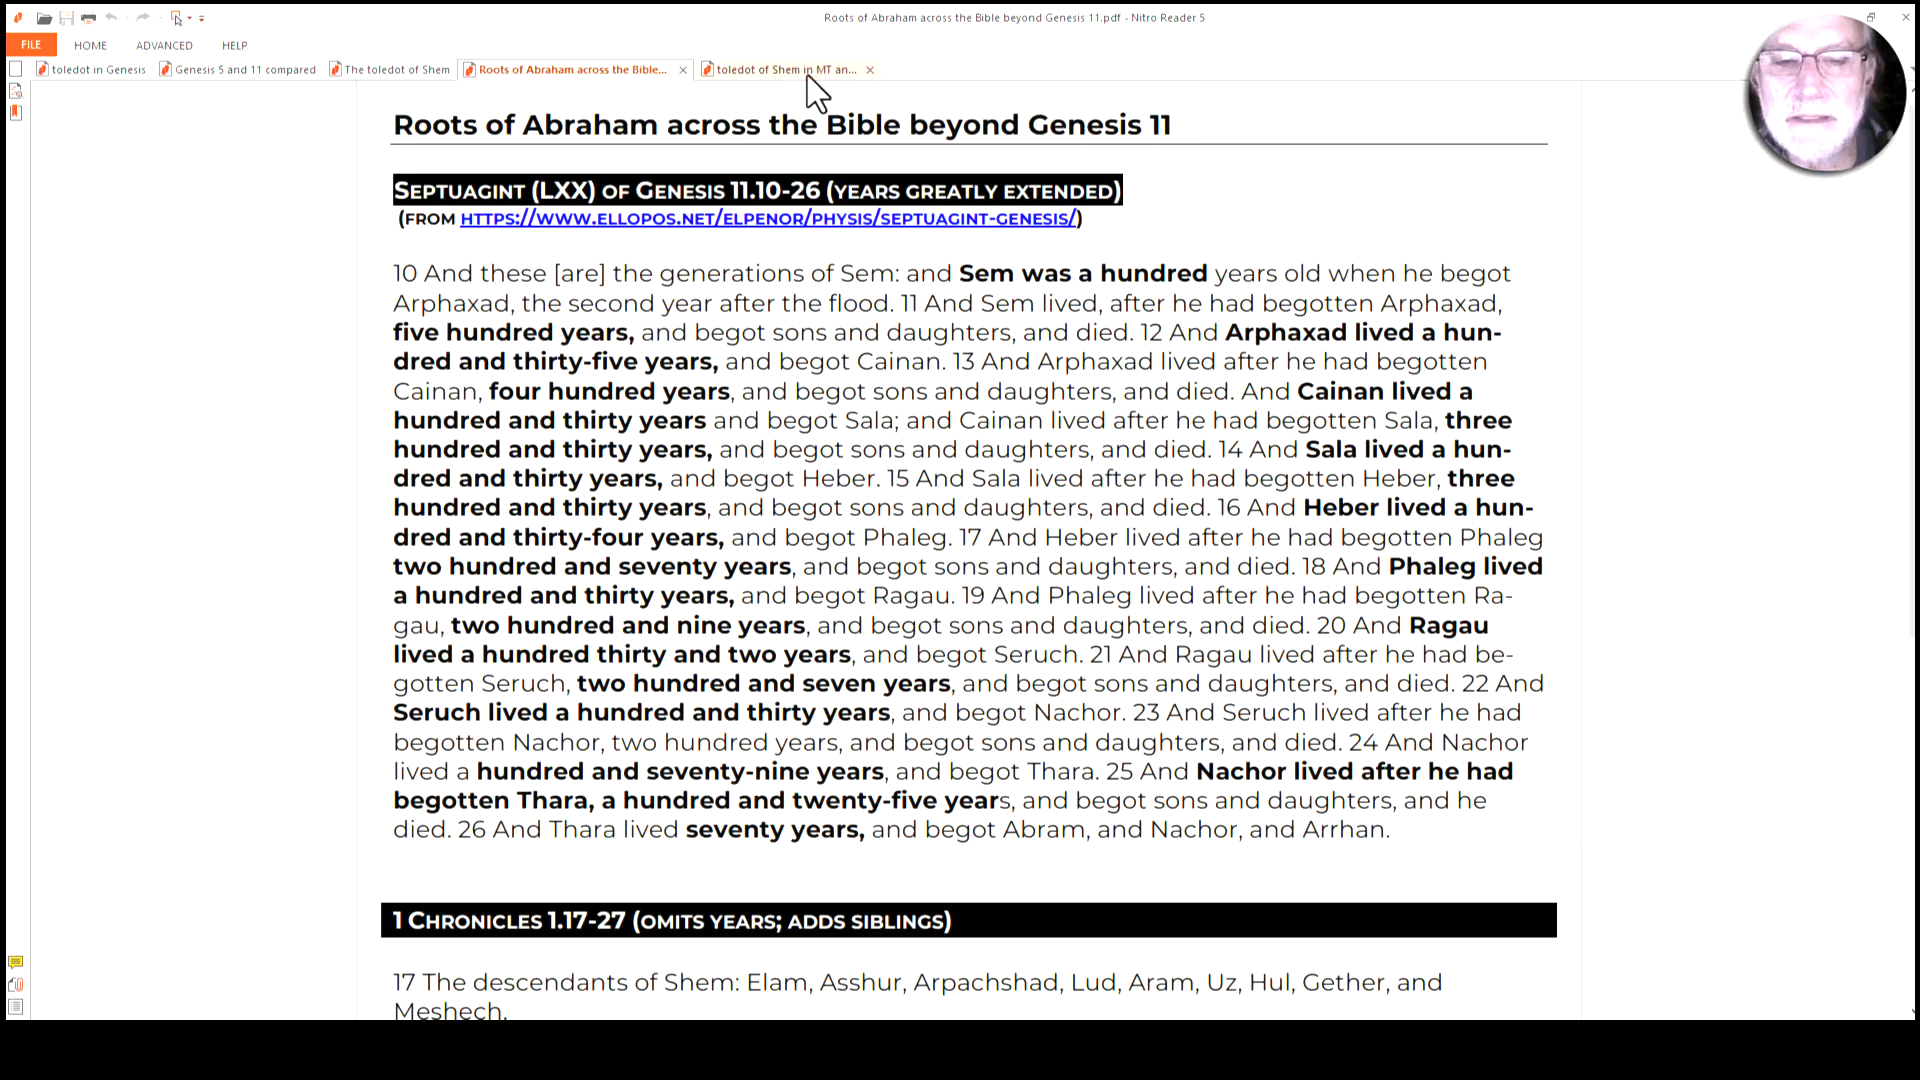 Roots of Abraham across the Bible beyond Genesis 11.pdf - Nitro Reader 5
FILE HOME ADVANCED HELP
toledot in Genesis Genesis 5 and 11 compared The toledot of Shem Roots of Abraham across the Bible... toledot of Shem in MT an...
Roots of Abraham across the Bible beyond Genesis 11
SEPTUAGINT (LXX) OF GENESIS 11.10-26 (YEARS GREATLY EXTENDED)
(FROM HTTPS://WWW.ELLOPOS.NET/ELPENOR/PHYSIS/SEPTUAGINT-GENESIS/)
10 And these [are] the generations of Sem: and Sem was a hundred years old when he begot
Arphaxad, the second year after the flood. 11 And Sem lived, after he had begotten Arphaxad,
five hundred years, and begot sons and daughters, and died. 12 And Arphaxad lived a hun-
dred and thirty-five years, and begot Cainan. 13 And Arphaxad lived after he had begotten
Cainan, four hundred years, and begot sons and daughters, and died. And Cainan lived a
hundred and thirty years and begot Sala; and Cainan lived after he had begotten Sala, three
hundred and thirty years, and begot sons and daughters, and died. 14 And Sala lived a hun-
dred and thirty years, and begot Heber. 15 And Sala lived after he had begotten Heber, three
hundred and thirty years, and begot sons and daughters, and died. 16 And Heber lived a hun-
dred and thirty-four years, and begot Phaleg. 17 And Heber lived after he had begotten Phaleg
two hundred and seventy years, and begot sons and daughters, and died. 18 And Phaleg lived
a hundred and thirty years, and begot Ragau. 19 And Phaleg lived after he had begotten Ra-
gau, two hundred and nine years, and begot sons and daughters, and died. 20 And Ragau
lived a hundred thirty and two years, and begot Seruch. 21 And Ragau lived after he had be-
gotten Seruch, two hundred and seven years, and begot sons and daughters, and died. 22 And
Seruch lived a hundred and thirty years, and begot Nachor. 23 And Seruch lived after he had
begotten Nachor, two hundred years, and begot sons and daughters, and died. 24 And Nachor
lived a hundred and seventy-nine years, and begot Thara. 25 And Nachor lived after he had
begotten Thara, a hundred and twenty-five years, and begot sons and daughters, and he
died. 26 And Thara lived seventy years, and begot Abram, and Nachor, and Arrhan.
1 CHRONICLES 1.17-27 (OMITS YEARS; ADDS SIBLINGS)
17 The descendants of Shem: Elam, Asshur, Arpachshad, Lud, Aram, Uz, Hul, Gether, and
Meshech.